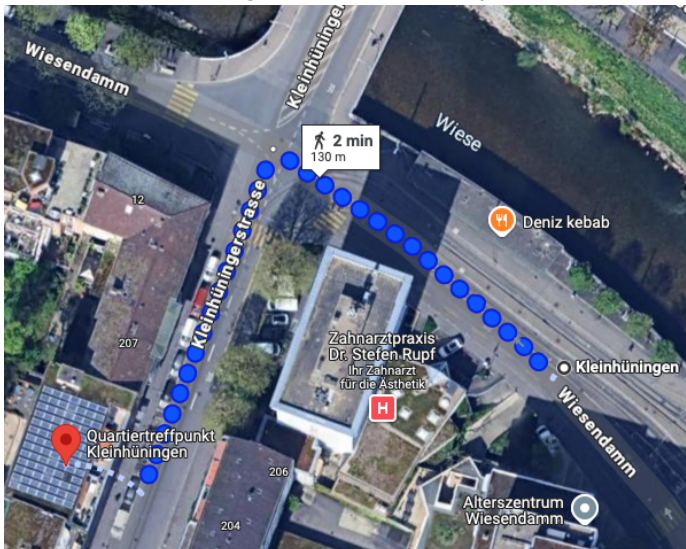 Wiesendamm
Kleinhüninger
Wiese
2 min
130 m
12
Deniz kebab
Kleinhüningerstrasse
207
Zahnarztpraxis
Dr. Stefen Rupf
Ihr Zahnarzt
für die Ästhetik
H
Kleinhüningen
Wiesendamm
Quartiertreffpunkt
Kleinhüningen
206
204
Alterszentrum
Wiesendamm